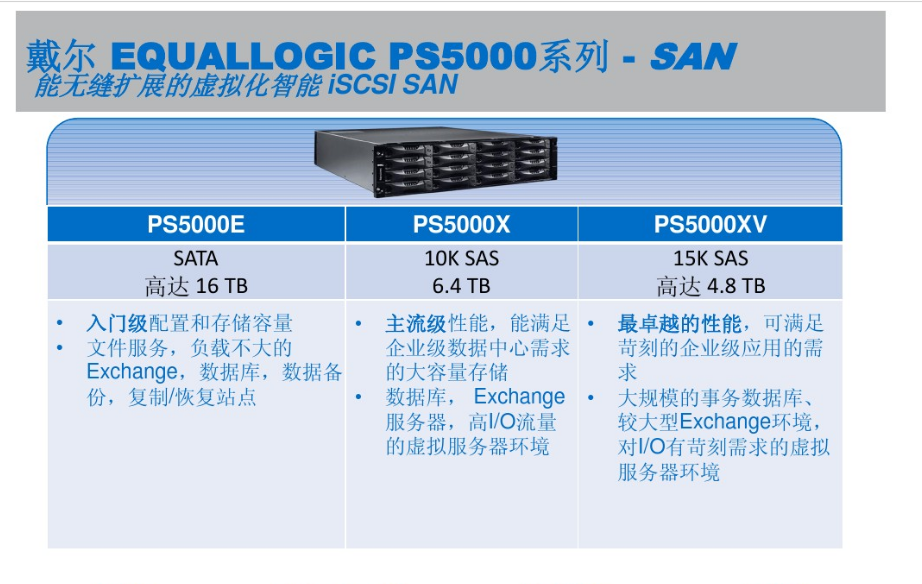 戴尔 EQUALLOGIC PS5000系列 - SAN
能无缝扩展的虚拟化智能 iSCSI SAN
PS5000E
PS5000X
PS5000XV
SATA
高达 16 TB
10K SAS
6.4 TB
15K SAS
高达 4.8 TB
• 入门级配置和存储容量
• 文件服务，负载不大的
Exchange，数据库，数据备
份，复制/恢复站点
• 主流级性能，能满足
企业级数据中心需求
的大容量存储
• 数据库， Exchange
服务器，高I/O流量
的虚拟服务器环境
• 最卓越的性能，可满足
苛刻的企业级应用的需
求
• 大规模的事务数据库、
较大型Exchange环境，
对I/O有苛刻需求的虚拟
服务器环境